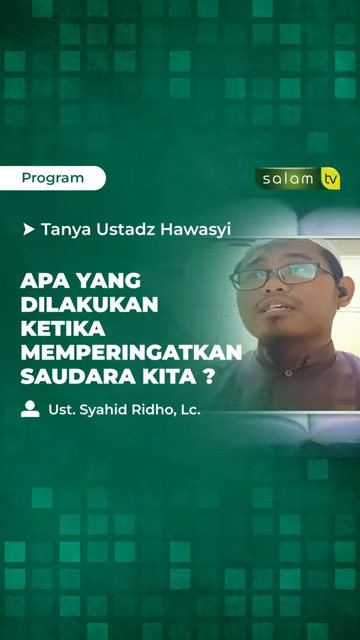 Program
salam tv
Tanya Ustadz Hawasyi
APA YANG
DILAKUKAN
KETIKA
MEMPERINGATKAN
SAUDARA KITA ?
Ust. Syahid Ridho, Lc.